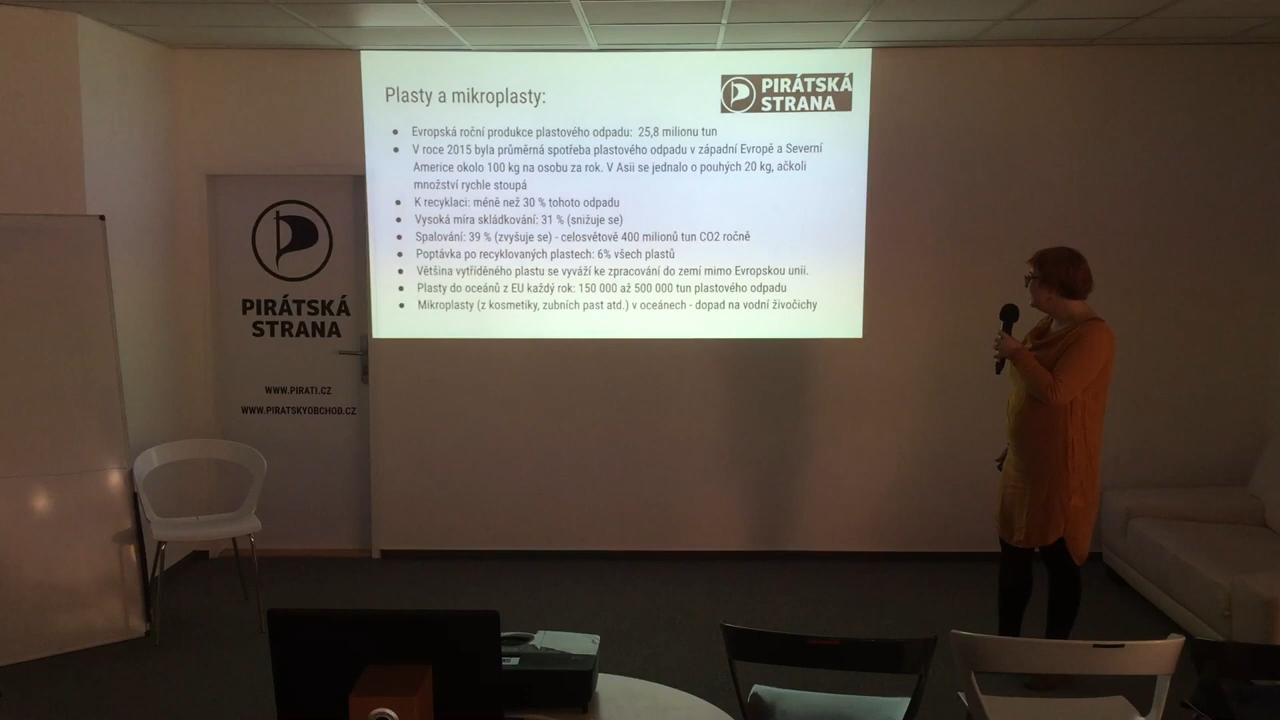 Plasty a mikroplasty:
PIRÁTSKÁ
STRANA
● Evropská roční produkce plastového odpadu: 25,8 milionu tun
● V roce 2015 byla průměrná spotřeba plastového odpadu v západní Evropě a Severní
Americe okolo 100 kg na osobu za rok. V Asii se jednalo o pouhých 20 kg, ačkoli
množství rychle stoupá
● K recyklaci: méně než 30 % tohoto odpadu
● Vysoká míra skládkování: 31 % (snižuje se)
● Spalování: 39 % (zvyšuje se) - celosvětově 400 milionů tun CO2 ročně
● Poptávka po recyklovaných plastech: 6% všech plastů
● Většina vytříděného plastu se vyváží ke zpracování do zemí mimo Evropskou unii.
● Plasty do oceánů z EU každý rok: 150 000 až 500 000 tun plastového odpadu
● Mikroplasty (z kosmetiky, zubních past atd.) v oceánech - dopad na vodní živočichy
PIRÁTSKÁ
STRANA
WWW.PIRATI.CZ
WWW.PIRATSKYOBCHOD.CZ